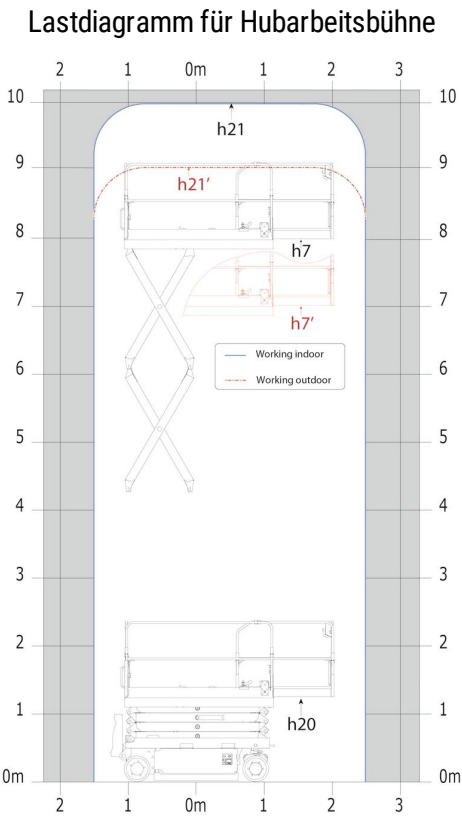 Lastdiagramm für Hubarbeitsbühne
2 1 0m 1 2 3
10 10
h21
9 9
h21′
8 8
h7
7 7
h7′
Working indoor
6 6
Working outdoor
5 5
4 4
3 3
2 2
1 1
h20
0m 0m
2 1 0m 1 2 3